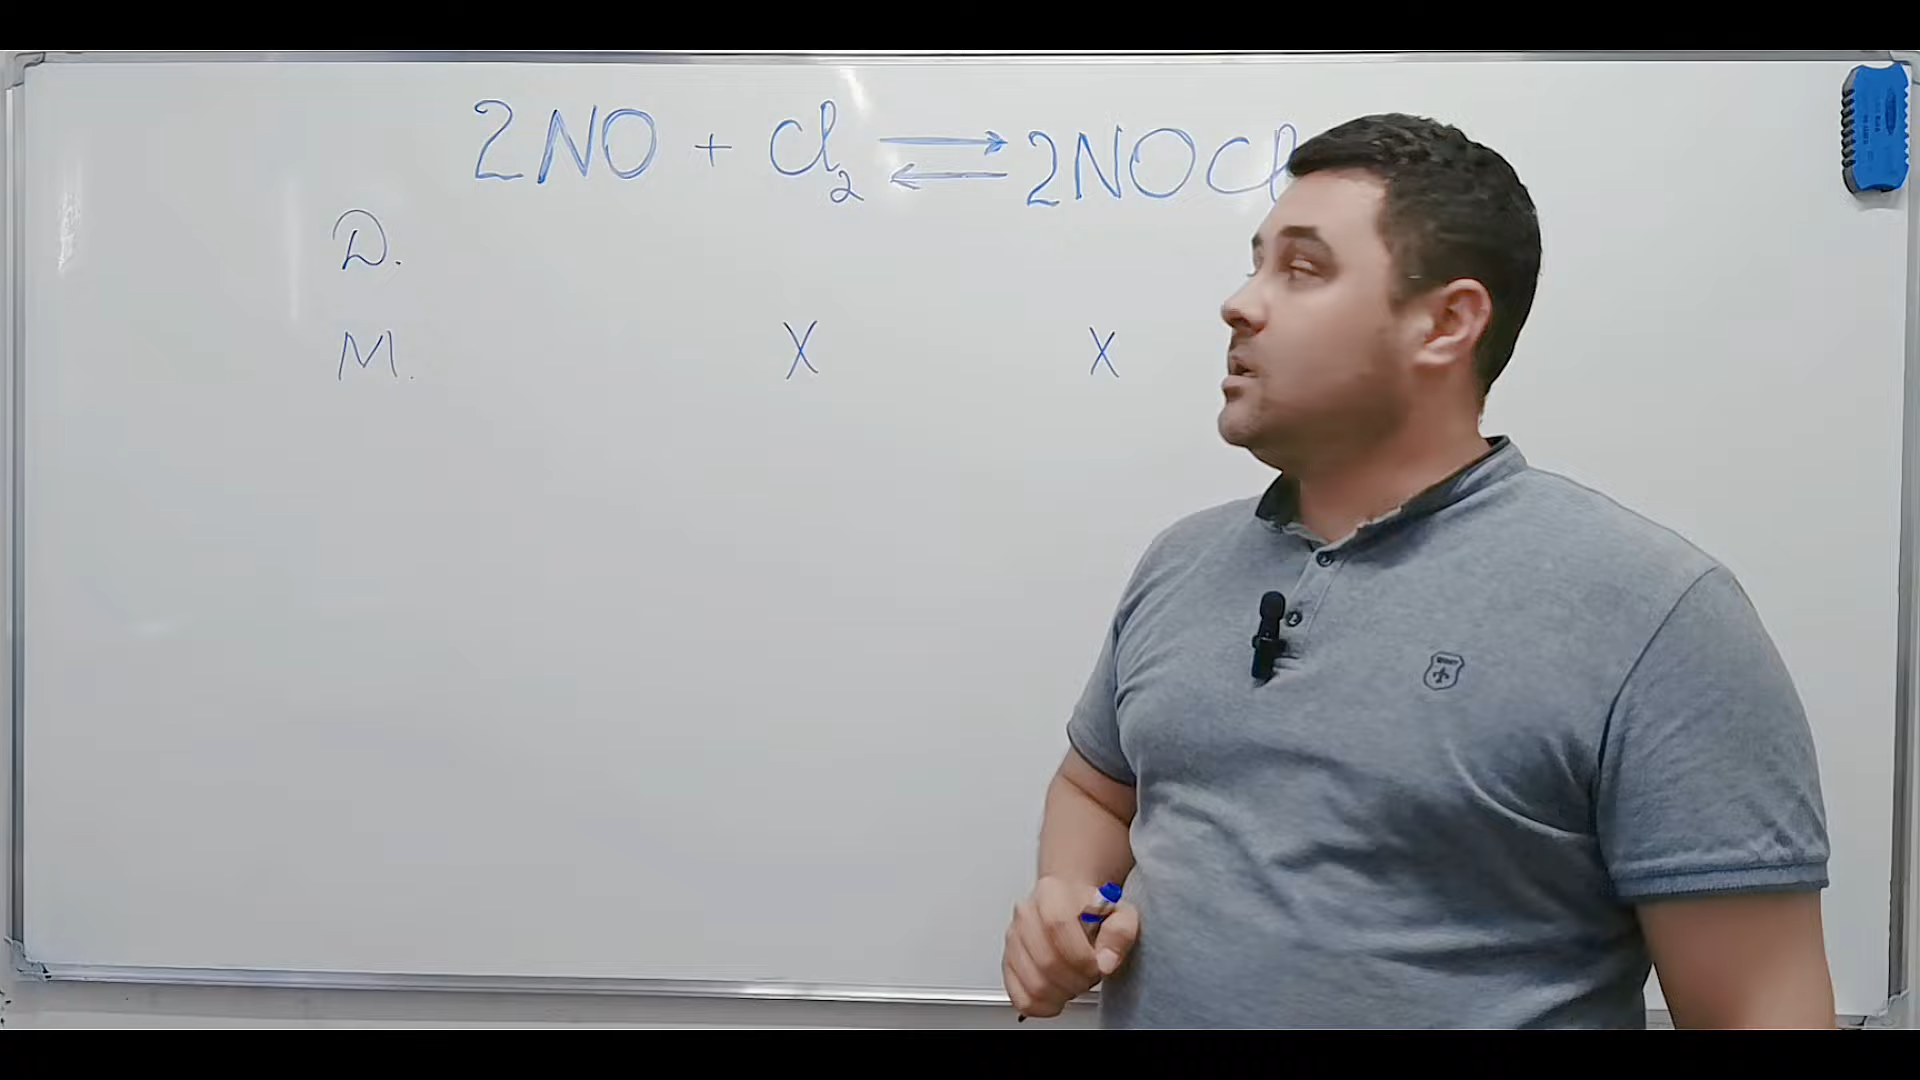 2NO + Cl₂ ⇌ 2NOCl
D.
M. X X